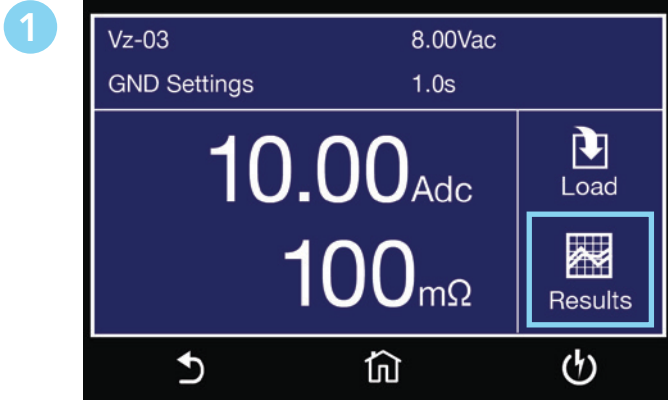 1
Vz-03 8.00Vac
GND Settings 1.0s
10.00Adc
Load
100mΩ
Results